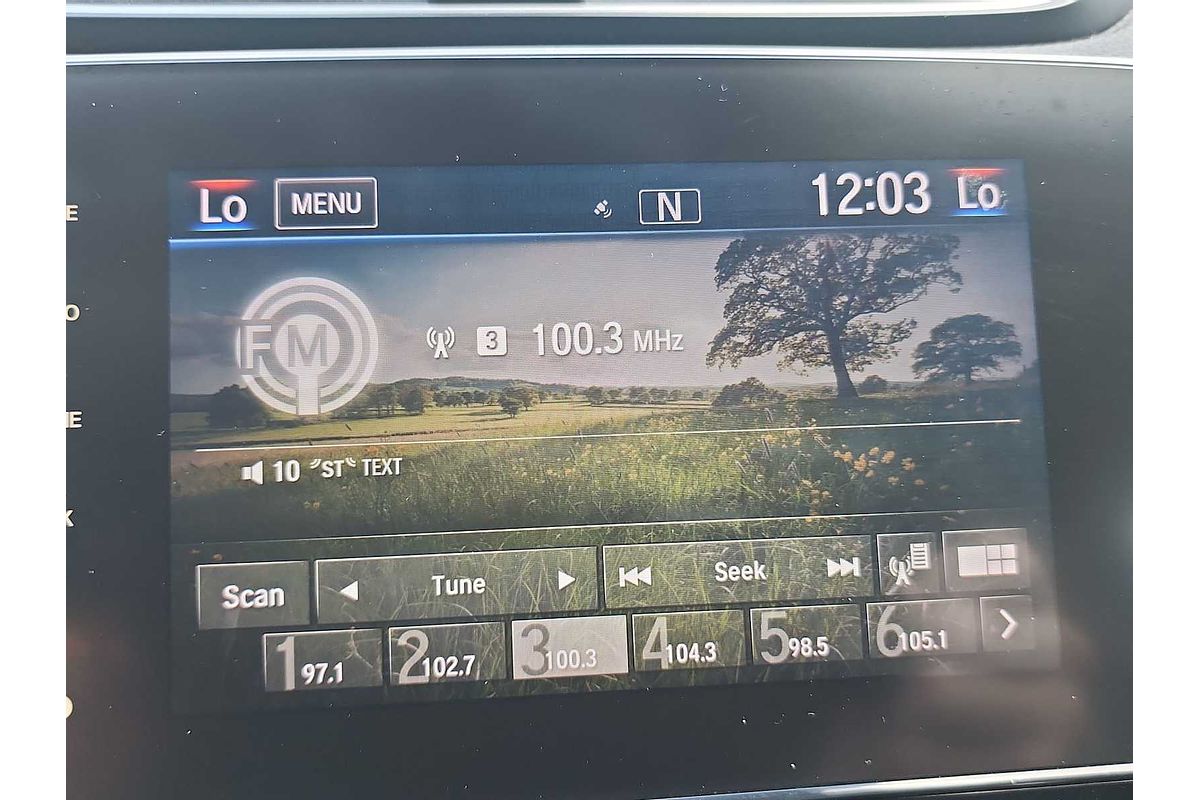 Lo MENU N 12:03 Lo
FM 3 100.3 MHz
10 ST TEXT
Scan Tune Seek
1 97.1 2 102.7 3 100.3 4 104.3 5 98.5 6 105.1